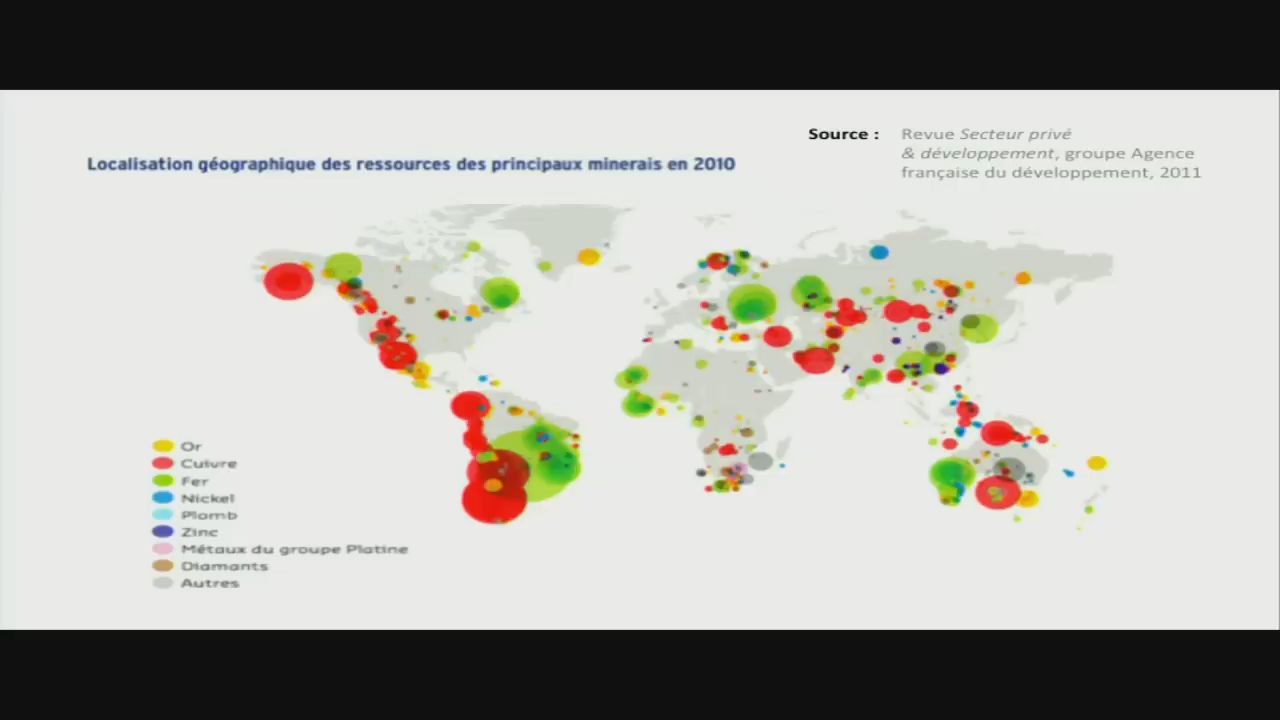 Source : Revue Secteur privé
& développement, groupe Agence
française du développement, 2011
Localisation géographique des ressources des principaux minerais en 2010
Or
Cuivre
Fer
Nickel
Plomb
Zinc
Métaux du groupe Platine
Diamants
Autres